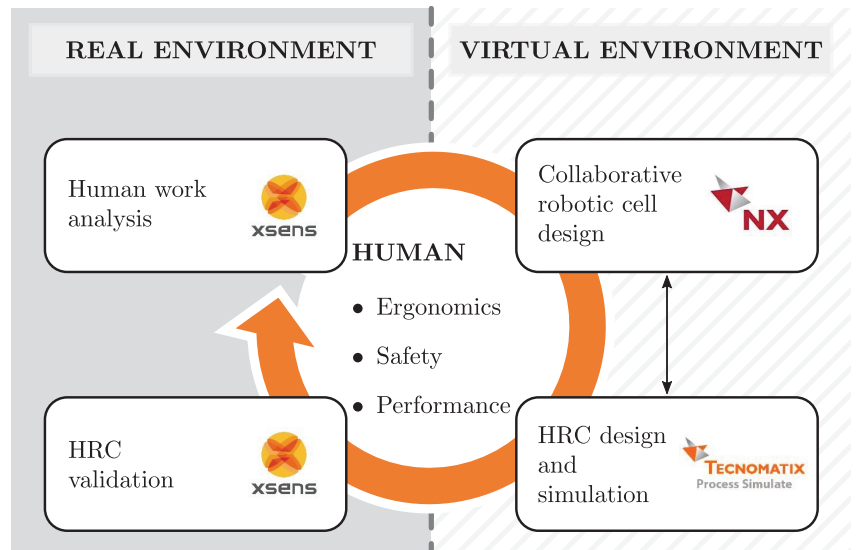 REAL ENVIRONMENT
VIRTUAL ENVIRONMENT
Human work
analysis
xsens
Collaborative
robotic cell
design
NX
HUMAN
• Ergonomics
• Safety
• Performance
HRC
validation
xsens
HRC design
and
simulation
TECNOMATIX
Process Simulate